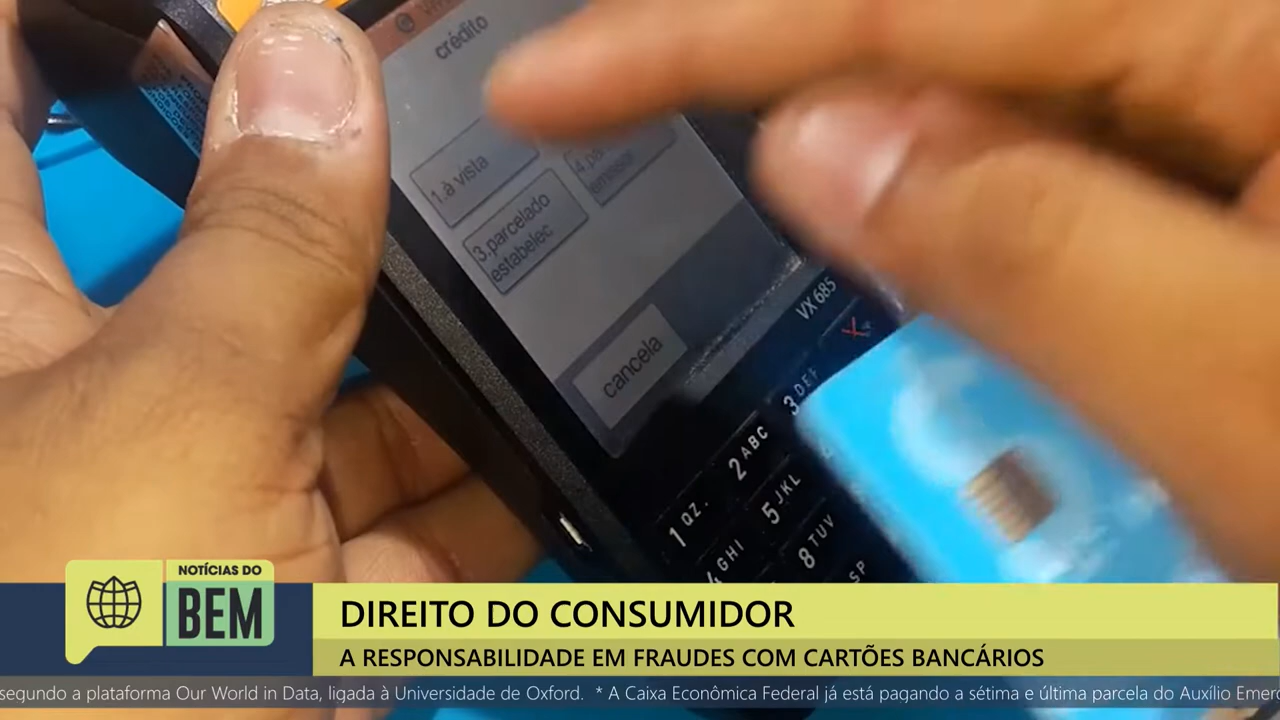 crédito
1.à vista
3.parcelado
estabelec
emissor
cancela
VX 685
1 QZ.
2 ABC
3 DEF
4 GHI
5 JKL
8 TUV
SP
NOTÍCIAS DO
BEM
DIREITO DO CONSUMIDOR
A RESPONSABILIDADE EM FRAUDES COM CARTÕES BANCÁRIOS
segundo a plataforma Our World in Data, ligada à Universidade de Oxford. * A Caixa Econômica Federal já está pagando a sétima e última parcela do Auxílio Emerg